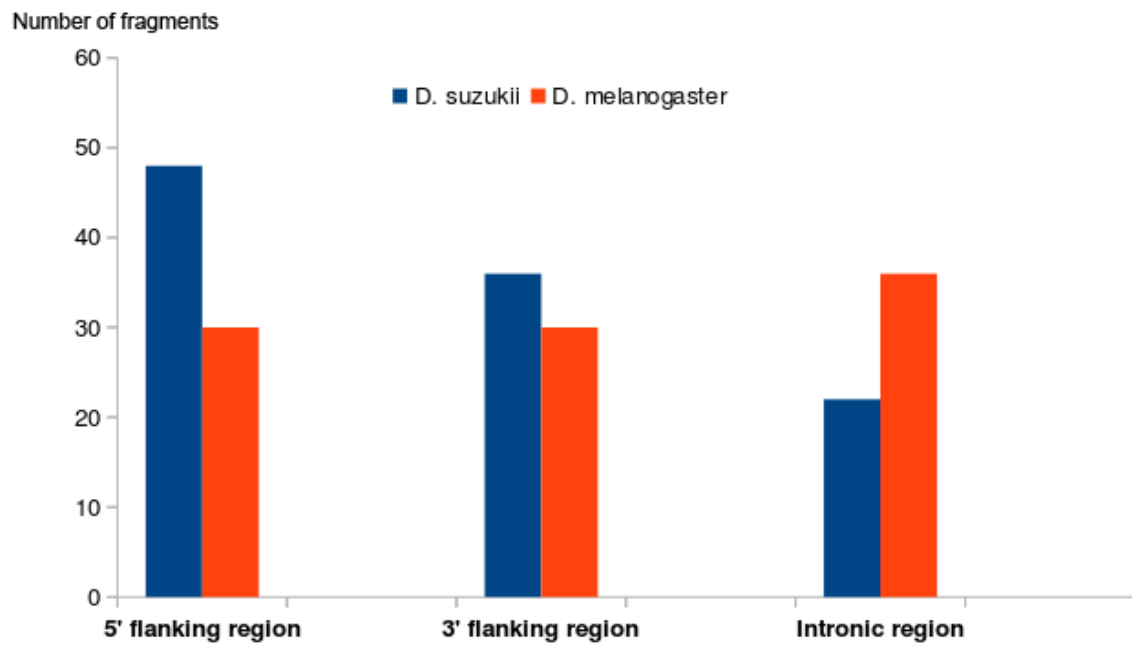 Number of fragments
60
D. suzukii D. melanogaster
50
40
30
20
10
0
5' flanking region 3' flanking region Intronic region